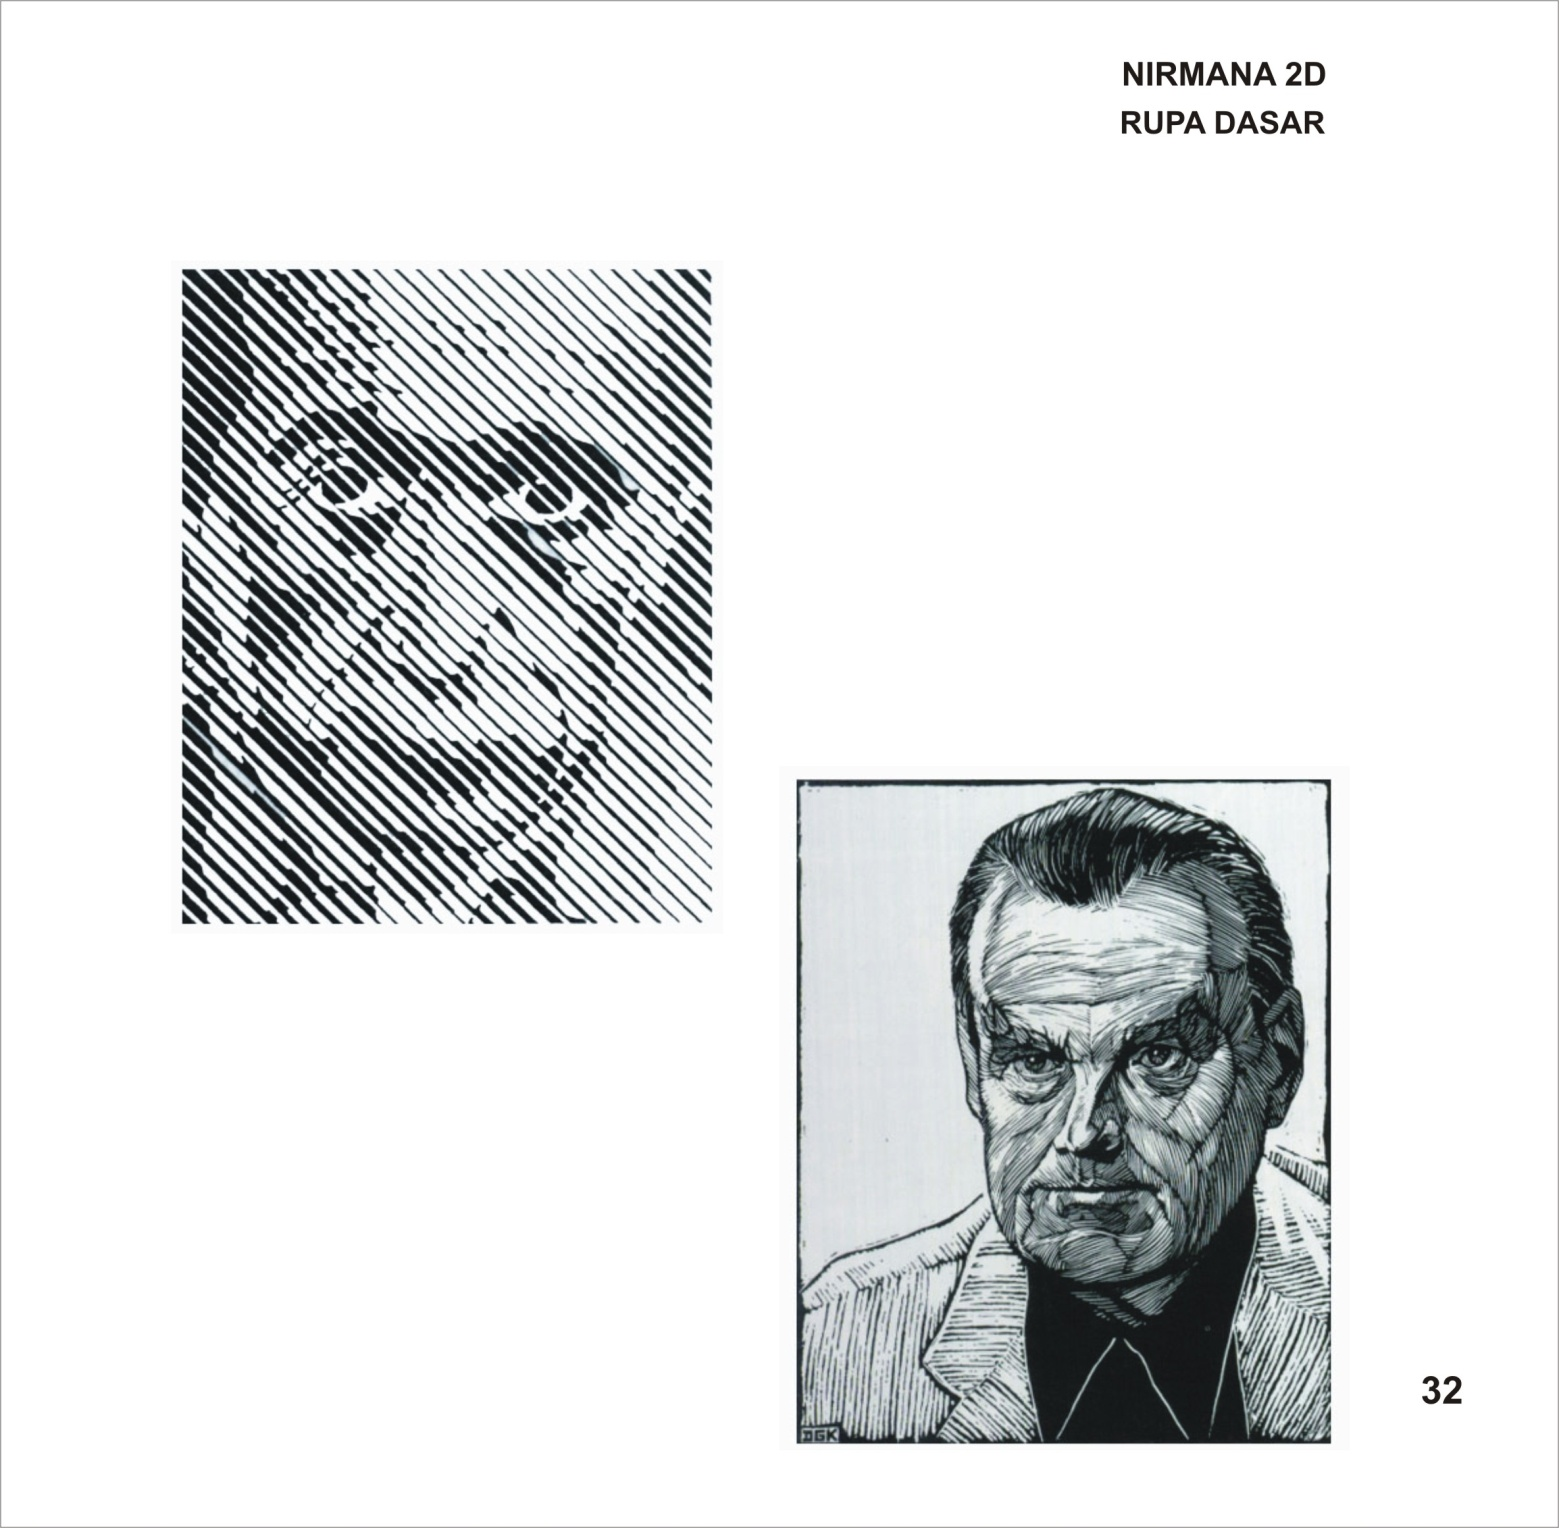 NIRMANA 2D
RUPA DASAR
DGK
32